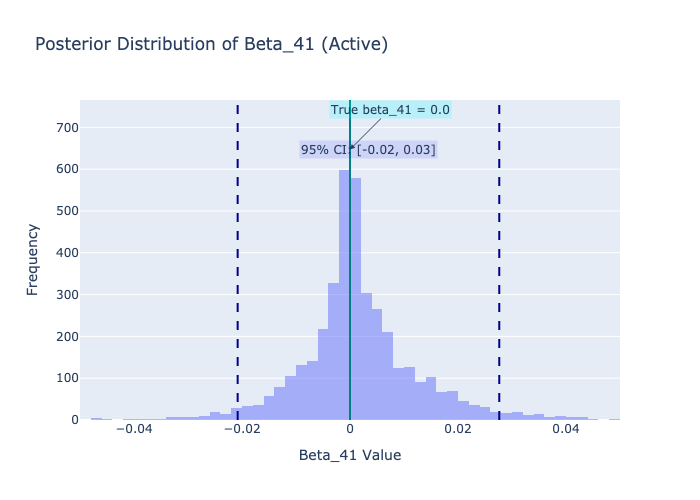 Posterior Distribution of Beta_41 (Active)
True beta_41 = 0.0
95% CI: [-0.02, 0.03]
Frequency
700
600
500
400
300
200
100
0
−0.04
−0.02
0
0.02
0.04
Beta_41 Value